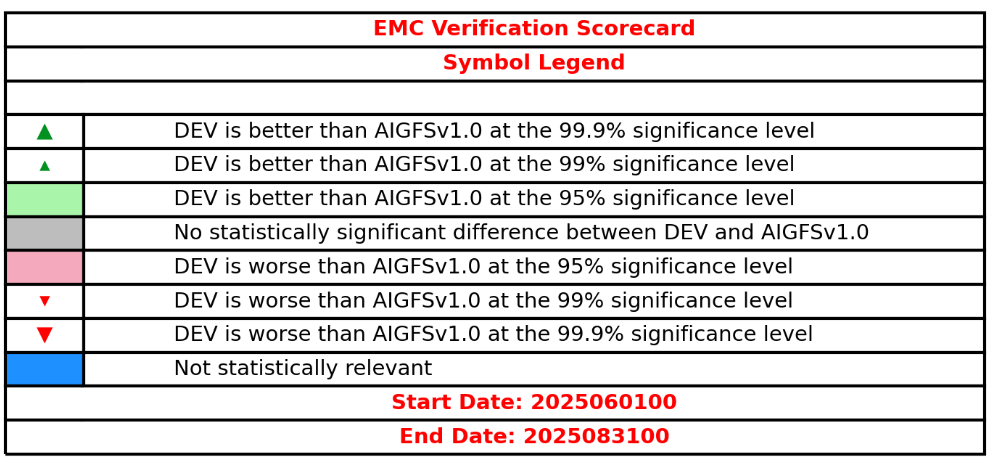 EMC Verification Scorecard
Symbol Legend
DEV is better than AIGFSv1.0 at the 99.9% significance level
DEV is better than AIGFSv1.0 at the 99% significance level
DEV is better than AIGFSv1.0 at the 95% significance level
No statistically significant difference between DEV and AIGFSv1.0
DEV is worse than AIGFSv1.0 at the 95% significance level
DEV is worse than AIGFSv1.0 at the 99% significance level
DEV is worse than AIGFSv1.0 at the 99.9% significance level
Not statistically relevant
Start Date: 2025060100
End Date: 2025083100